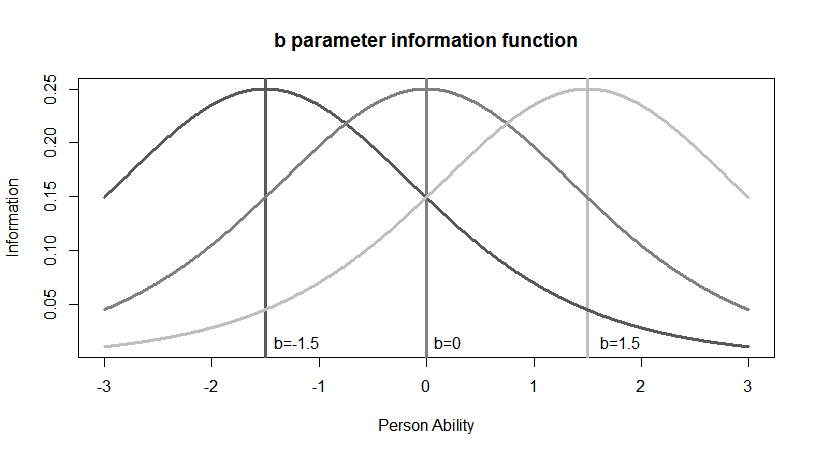 b parameter information function
Information
0.25
0.20
0.15
0.10
0.05
b=-1.5
b=0
b=1.5
-3
-2
-1
0
1
2
3
Person Ability